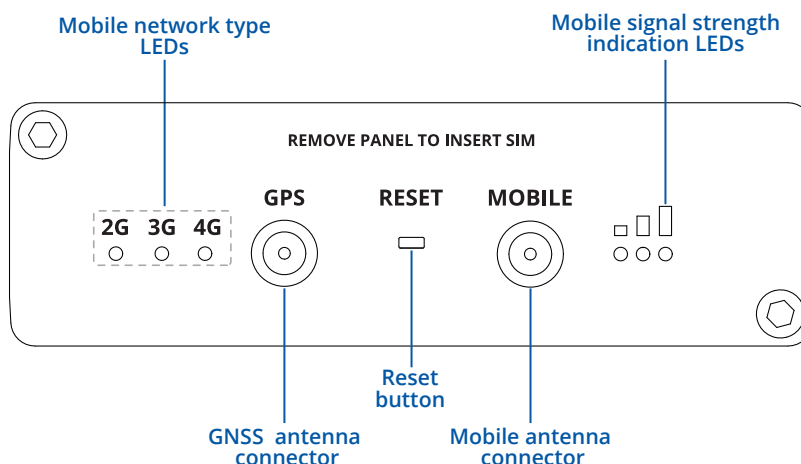 Mobile network type
LEDs
Mobile signal strength
indication LEDs
REMOVE PANEL TO INSERT SIM
GPS
RESET
MOBILE
2G 3G 4G
Reset
button
GNSS antenna
connector
Mobile antenna
connector